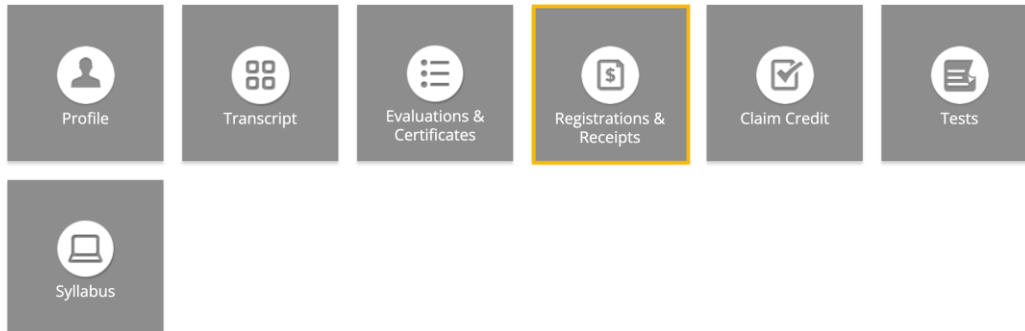 Profile
Transcript
Evaluations &
Certificates
$
Registrations &
Receipts
Claim Credit
Tests
Syllabus